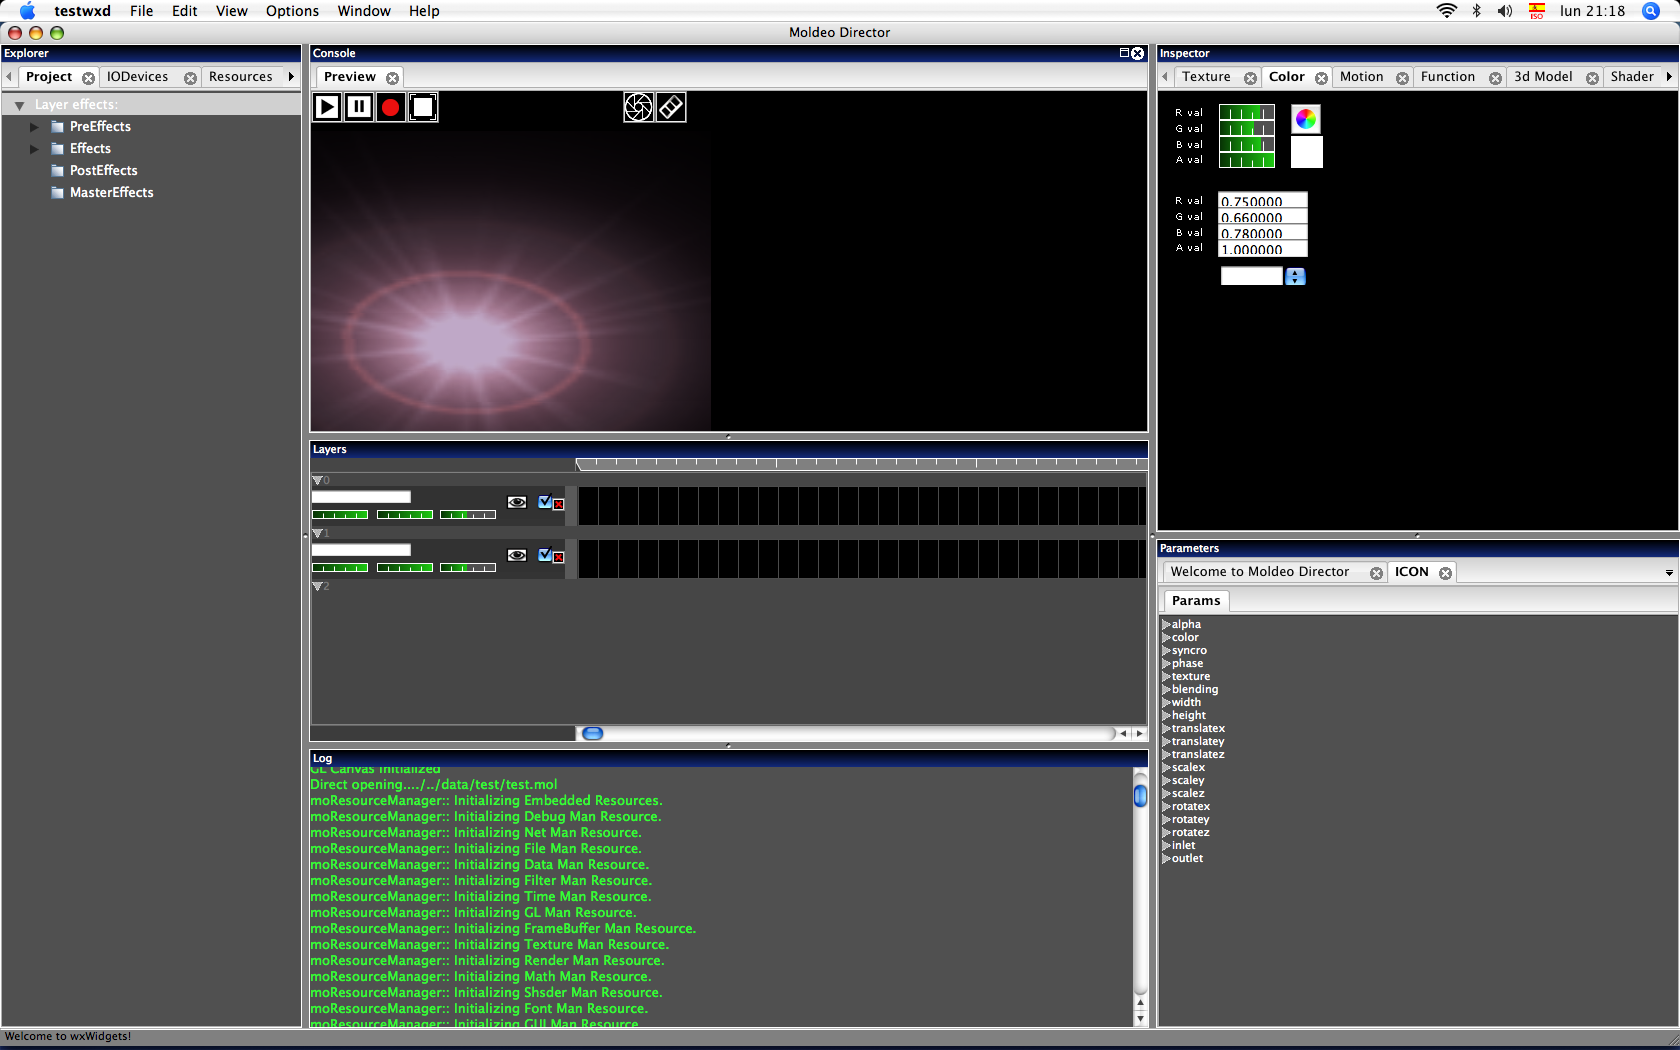 testwxd File Edit View Options Window Help
ISO lun 21:18
Moldeo Director
Explorer
Project IODevices Resources
Layer effects:
PreEffects
Effects
PostEffects
MasterEffects
Console
Preview
Layers
0
1
2
Log
GL Canvas Initialized
Direct opening..../../data/test/test.mol
moResourceManager:: Initializing Embedded Resources.
moResourceManager:: Initializing Debug Man Resource.
moResourceManager:: Initializing Net Man Resource.
moResourceManager:: Initializing File Man Resource.
moResourceManager:: Initializing Data Man Resource.
moResourceManager:: Initializing Filter Man Resource.
moResourceManager:: Initializing Time Man Resource.
moResourceManager:: Initializing GL Man Resource.
moResourceManager:: Initializing FrameBuffer Man Resource.
moResourceManager:: Initializing Texture Man Resource.
moResourceManager:: Initializing Render Man Resource.
moResourceManager:: Initializing Math Man Resource.
moResourceManager:: Initializing Shsder Man Resource.
moResourceManager:: Initializing Font Man Resource.
moResourceManager:: Initializing GUI Man Resource.
Inspector
Texture Color Motion Function 3d Model Shader
R val
G val
B val
A val
R val 0.750000
G val 0.660000
B val 0.780000
A val 1.000000
Parameters
Welcome to Moldeo Director ICON
Params
alpha
color
syncro
phase
texture
blending
width
height
translatex
translatey
translatez
scalex
scaley
scalez
rotatex
rotatey
rotatez
inlet
outlet
Welcome to wxWidgets!